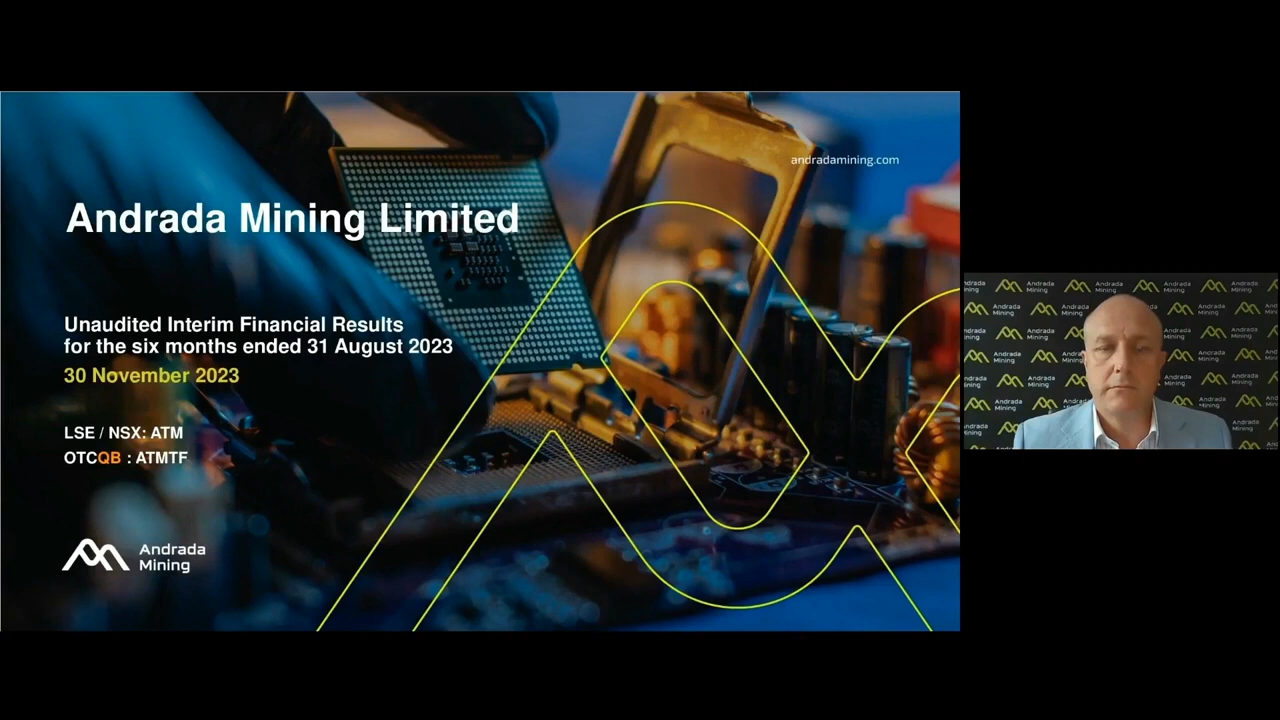 andradamining.com
Andrada Mining Limited
Unaudited Interim Financial Results
for the six months ended 31 August 2023
30 November 2023
LSE / NSX: ATM
OTCQB : ATMTF
Andrada
Mining